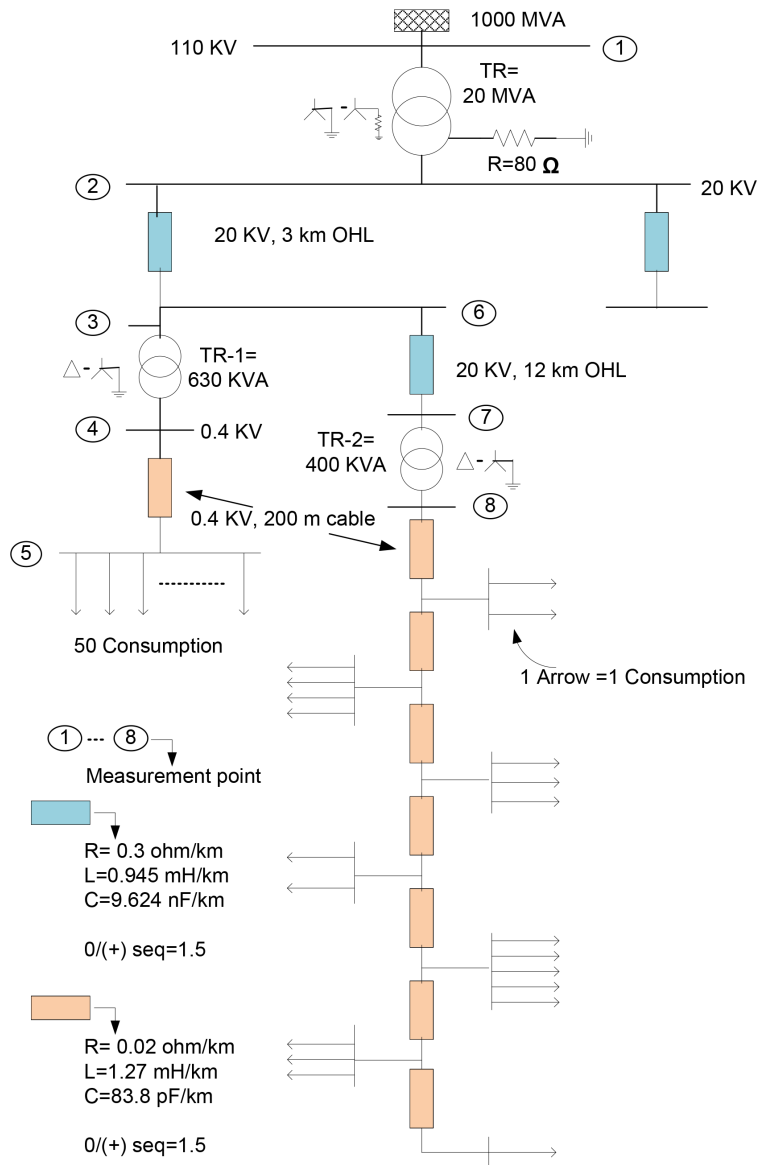 1000 MVA
110 KV
1
TR=
20 MVA
R=80 Ω
2
20 KV
20 KV, 3 km OHL
3
6
TR-1=
630 KVA
20 KV, 12 km OHL
7
4
0.4 KV
TR-2=
400 KVA
8
0.4 KV, 200 m cable
5
50 Consumption
1 Arrow =1 Consumption
1 --- 8
Measurement point
R= 0.3 ohm/km
L=0.945 mH/km
C=9.624 nF/km
0/(+) seq=1.5
R= 0.02 ohm/km
L=1.27 mH/km
C=83.8 pF/km
0/(+) seq=1.5